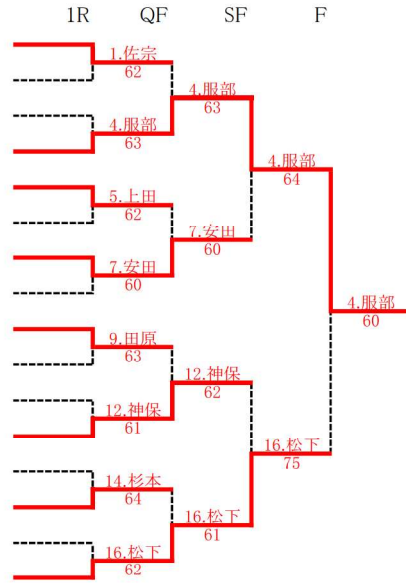 1R QF SF F
1.佐宗
62
4.服部
63
4.服部
63
5.上田
62
7.安田
60
7.安田
60
4.服部
64
9.田原
63
12.神保
61
12.神保
62
14.杉本
64
16.松下
62
16.松下
61
16.松下
75
4.服部
60